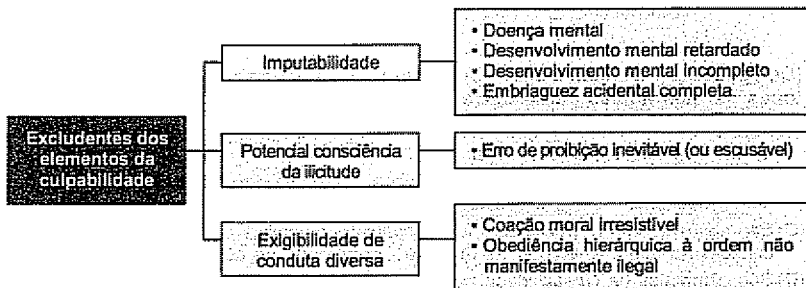 Excludentes dos
elementos da
culpabilidade
Imputabilidade
• Doença mental
• Desenvolvimento mental retardado
• Desenvolvimento mental incompleto
• Embriaguez acidental completa
Potencial consciência
da ilicitude
• Erro de proibição inevitável (ou escusável)
Exigibilidade de
conduta diversa
• Coação moral irresistível
• Obediência hierárquica à ordem não
manifestamente ilegal